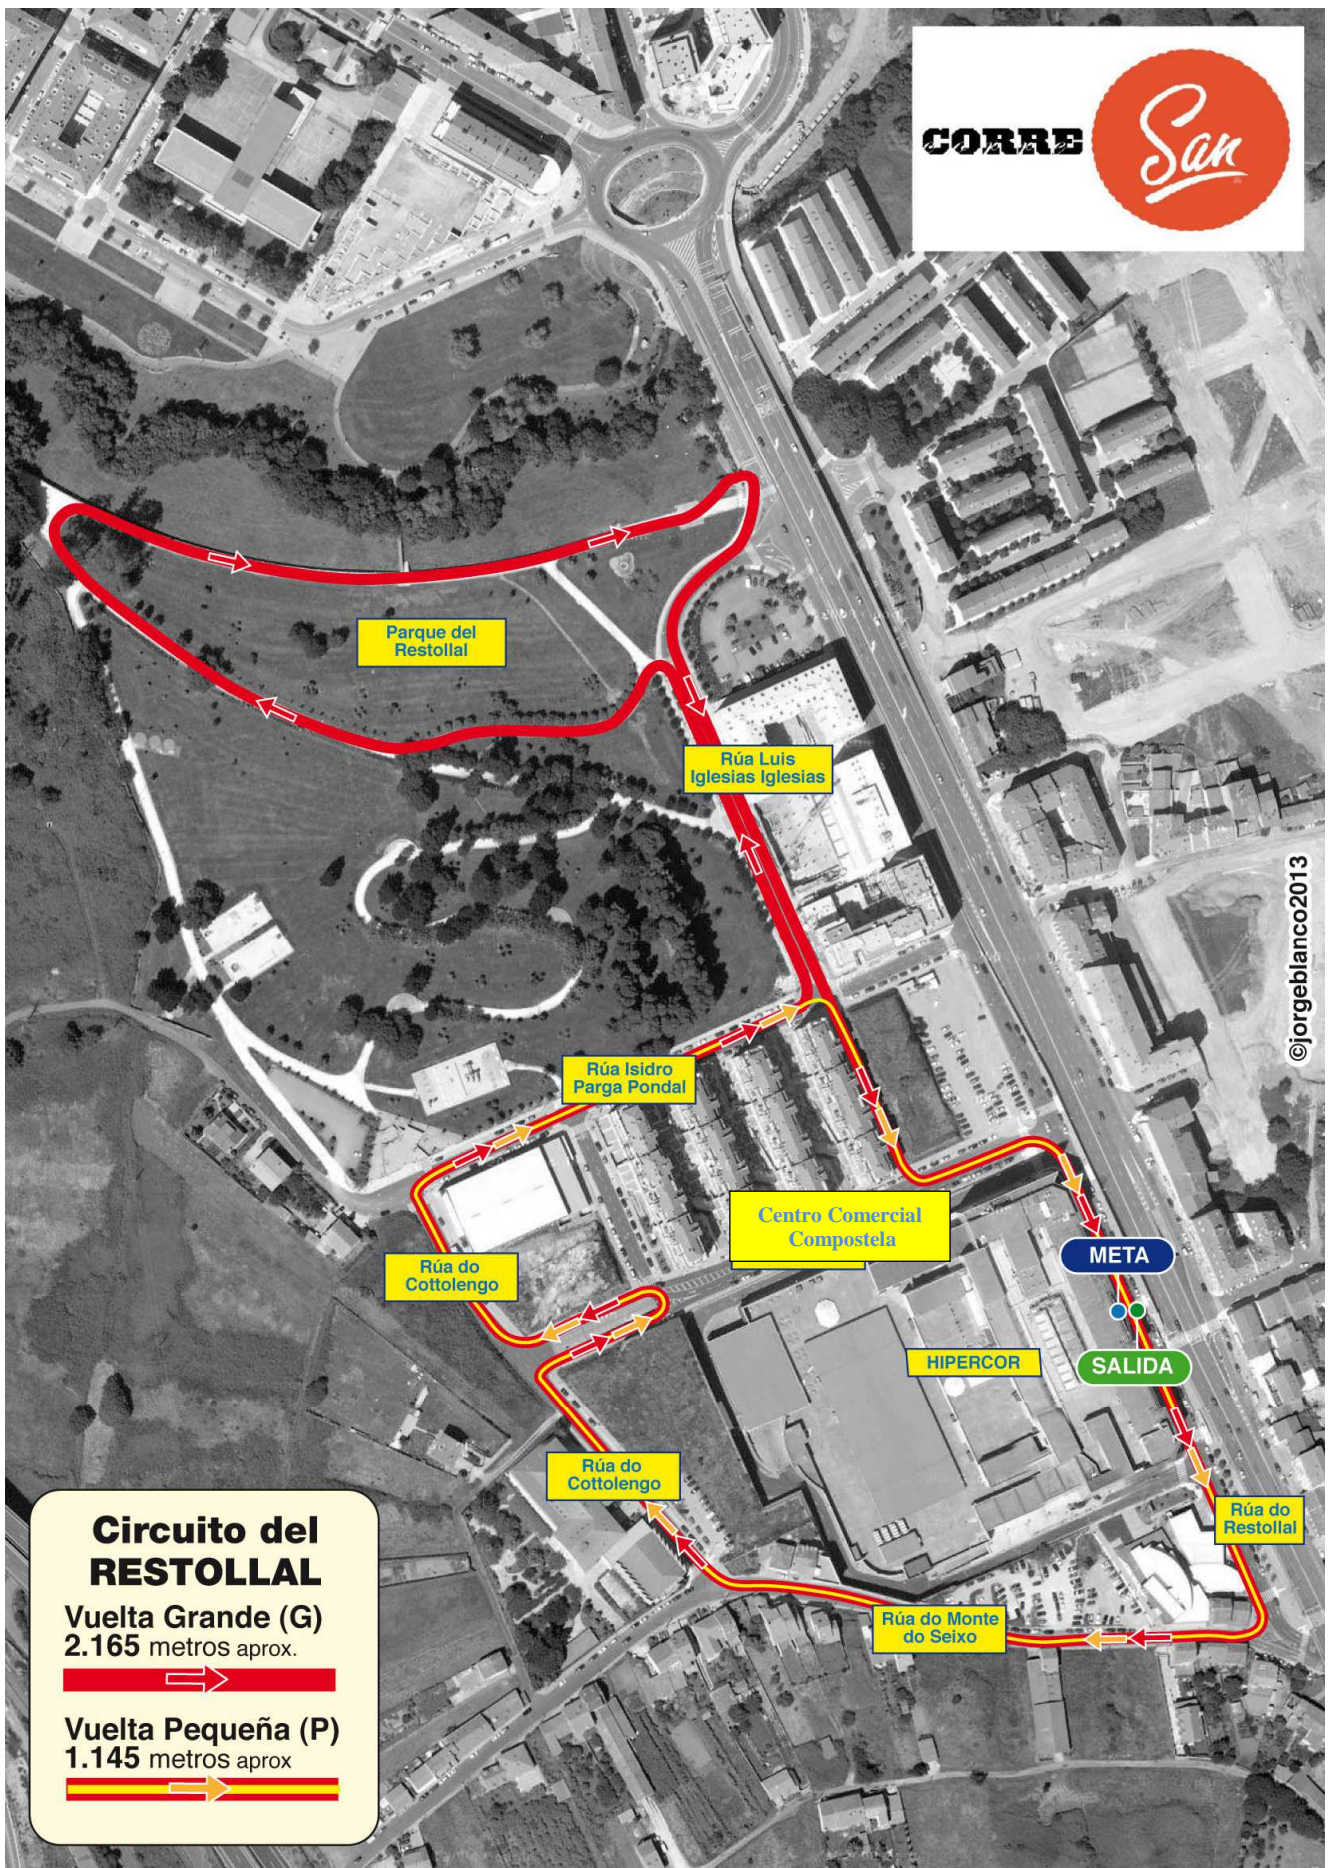 CORRE
San
Parque del
Restollal
Rúa Luis
Iglesias Iglesias
©jorgeblanco2013
Rúa Isidro
Parga Pondal
Centro Comercial
Compostela
META
Rúa do
Cottolengo
HIPERCOR
SALIDA
Rúa do
Cottolengo
Rúa do
Restollal
Rúa do Monte
do Seixo
Circuito del
RESTOLLAL
Vuelta Grande (G)
2.165 metros aprox.
Vuelta Pequeña (P)
1.145 metros aprox